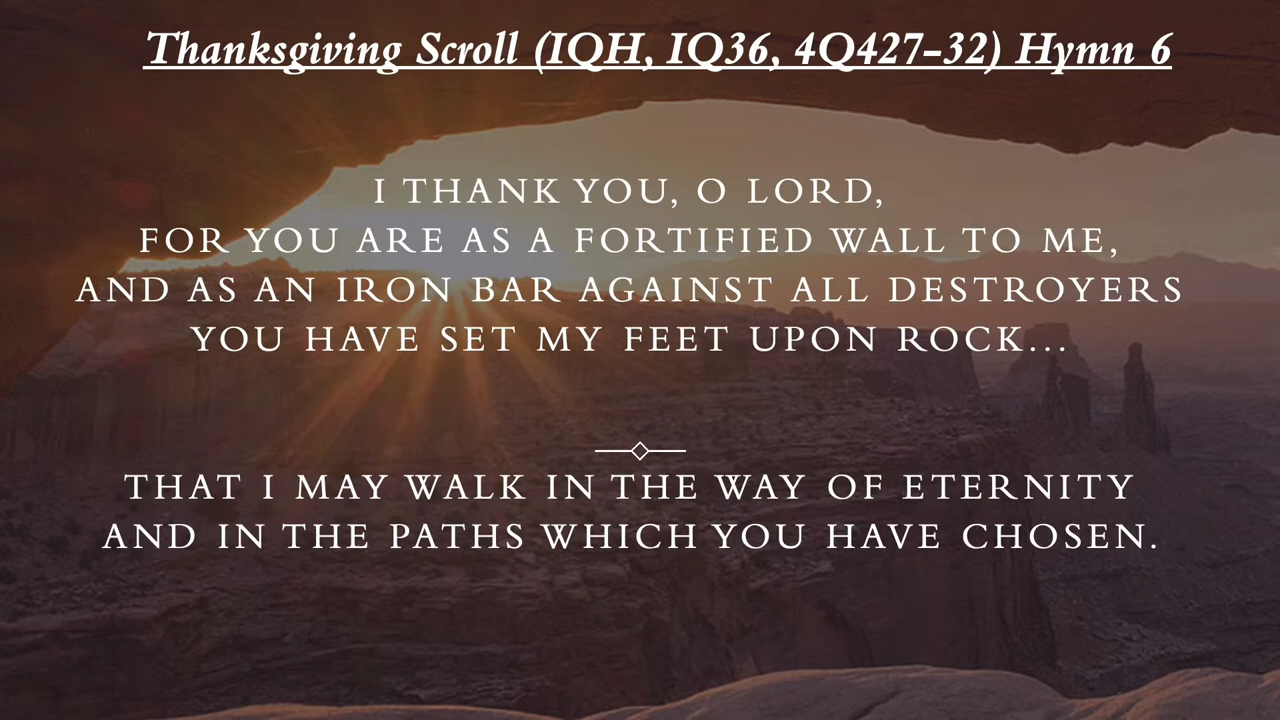 Thanksgiving Scroll (IQH, IQ36, 4Q427-32) Hymn 6
I THANK YOU, O LORD,
FOR YOU ARE AS A FORTIFIED WALL TO ME,
AND AS AN IRON BAR AGAINST ALL DESTROYERS
YOU HAVE SET MY FEET UPON ROCK...
THAT I MAY WALK IN THE WAY OF ETERNITY
AND IN THE PATHS WHICH YOU HAVE CHOSEN.